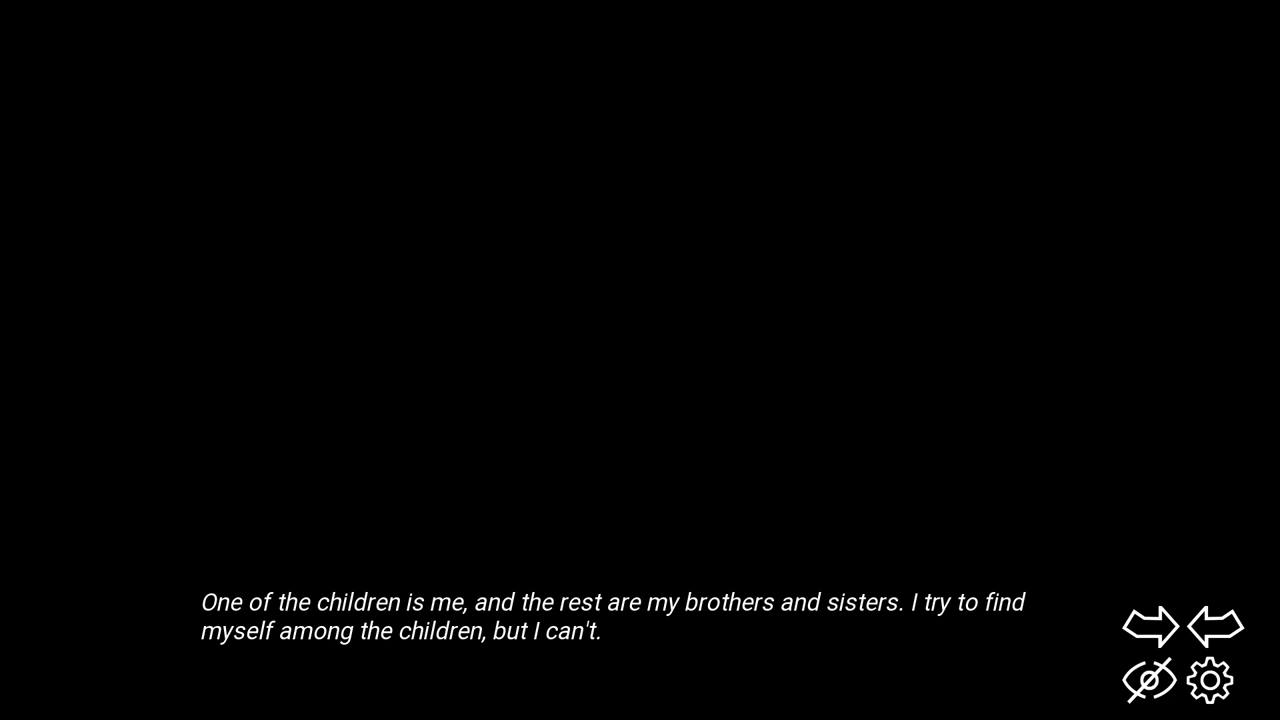 One of the children is me, and the rest are my brothers and sisters. I try to find
myself among the children, but I can't.